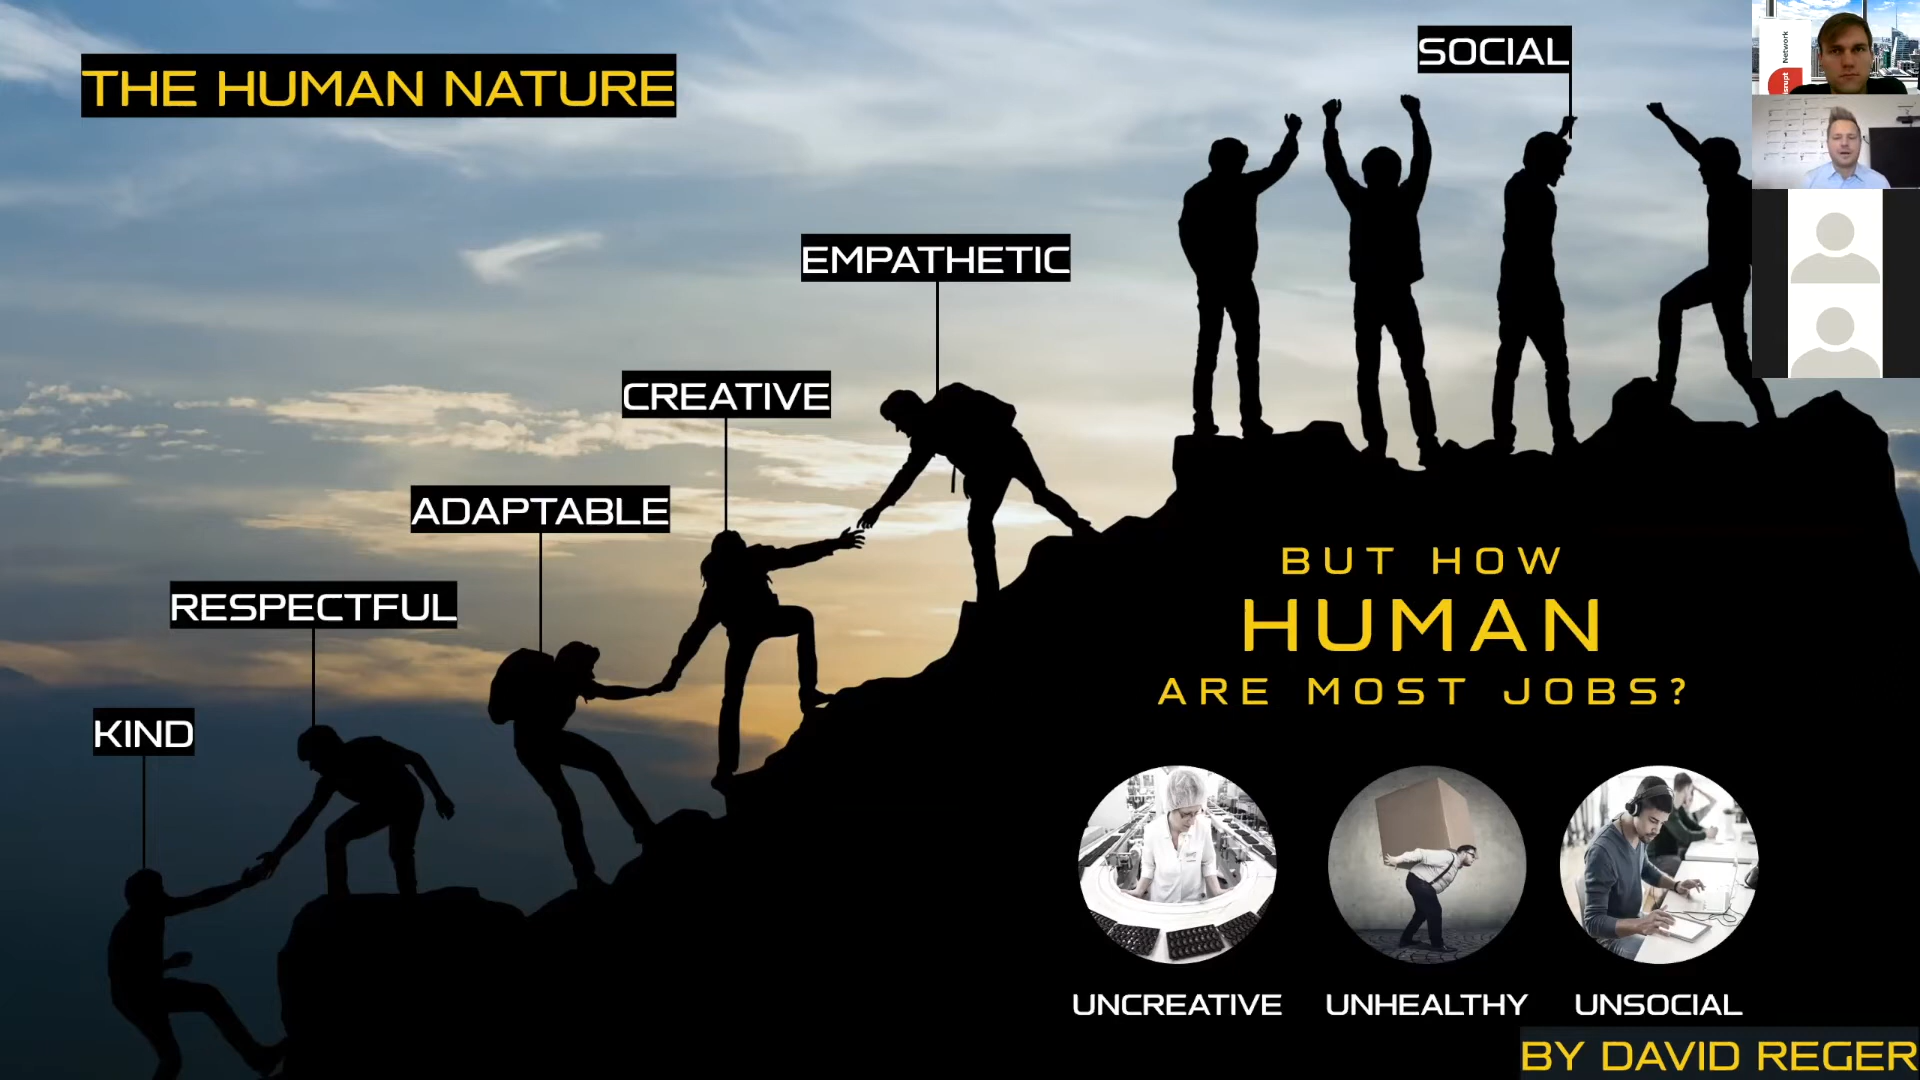 THE HUMAN NATURE
SOCIAL
EMPATHETIC
CREATIVE
ADAPTABLE
RESPECTFUL
KIND
BUT HOW
HUMAN
ARE MOST JOBS?
UNCREATIVE
UNHEALTHY
UNSOCIAL
BY DAVID REGER
Network